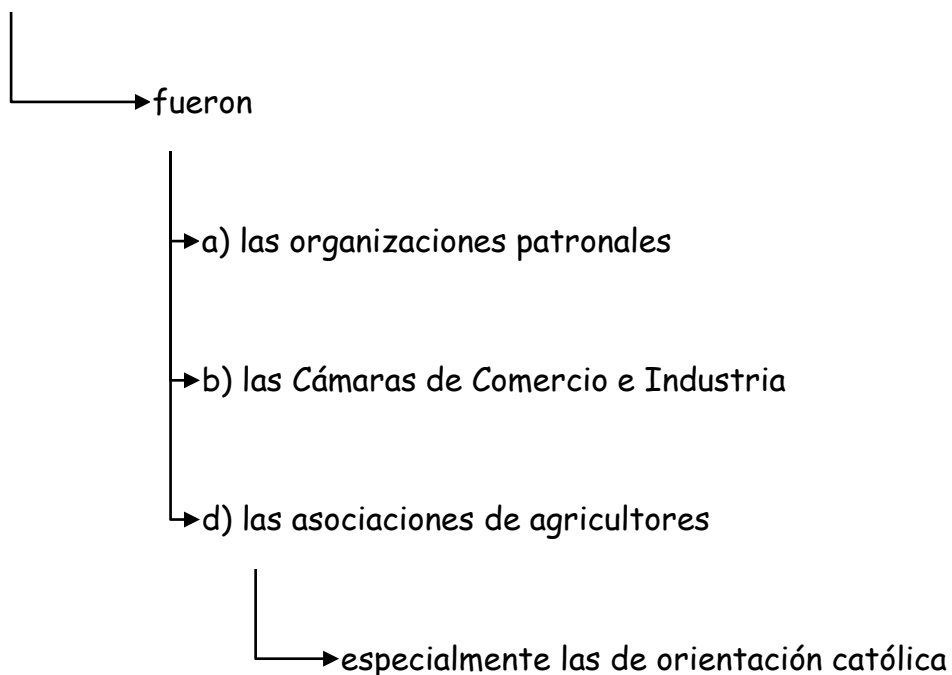 fueron
a) las organizaciones patronales
b) las Cámaras de Comercio e Industria
d) las asociaciones de agricultores
especialmente las de orientación católica